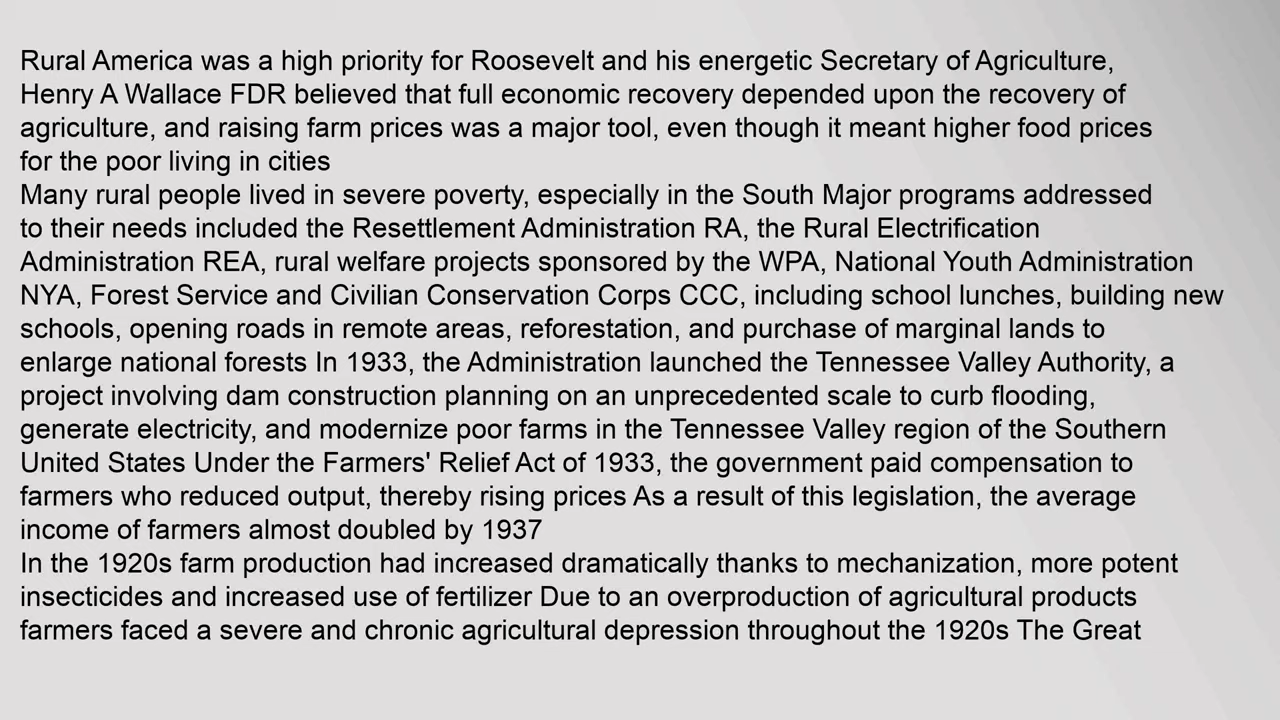 Rural America was a high priority for Roosevelt and his energetic Secretary of Agriculture,
Henry A Wallace FDR believed that full economic recovery depended upon the recovery of
agriculture, and raising farm prices was a major tool, even though it meant higher food prices
for the poor living in cities
Many rural people lived in severe poverty, especially in the South Major programs addressed
to their needs included the Resettlement Administration RA, the Rural Electrification
Administration REA, rural welfare projects sponsored by the WPA, National Youth Administration
NYA, Forest Service and Civilian Conservation Corps CCC, including school lunches, building new
schools, opening roads in remote areas, reforestation, and purchase of marginal lands to
enlarge national forests In 1933, the Administration launched the Tennessee Valley Authority, a
project involving dam construction planning on an unprecedented scale to curb flooding,
generate electricity, and modernize poor farms in the Tennessee Valley region of the Southern
United States Under the Farmers' Relief Act of 1933, the government paid compensation to
farmers who reduced output, thereby rising prices As a result of this legislation, the average
income of farmers almost doubled by 1937
In the 1920s farm production had increased dramatically thanks to mechanization, more potent
insecticides and increased use of fertilizer Due to an overproduction of agricultural products
farmers faced a severe and chronic agricultural depression throughout the 1920s The Great